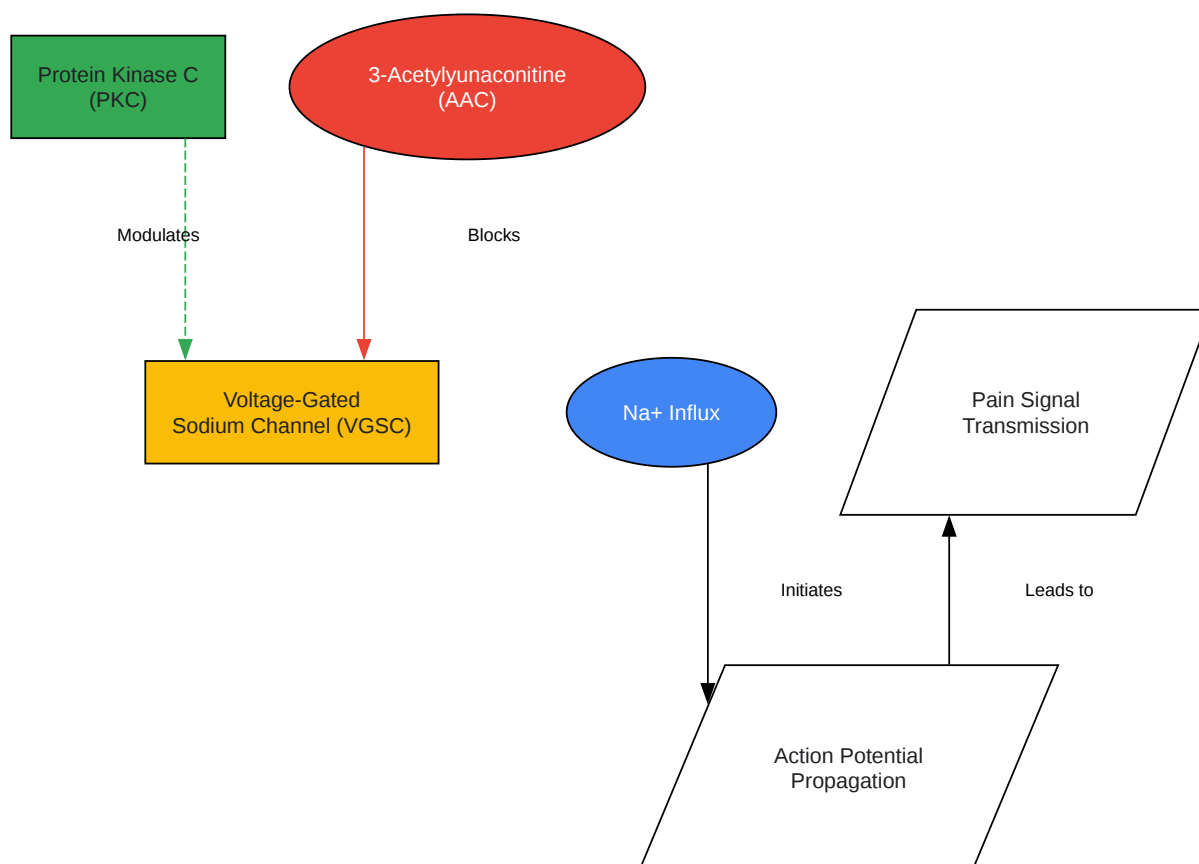 Protein Kinase C
(PKC)
3-Acetylyunaconitine
(AAC)
Modulates
Blocks
Voltage-Gated
Sodium Channel (VGSC)
Na+ Influx
Pain Signal
Transmission
Initiates
Leads to
Action Potential
Propagation